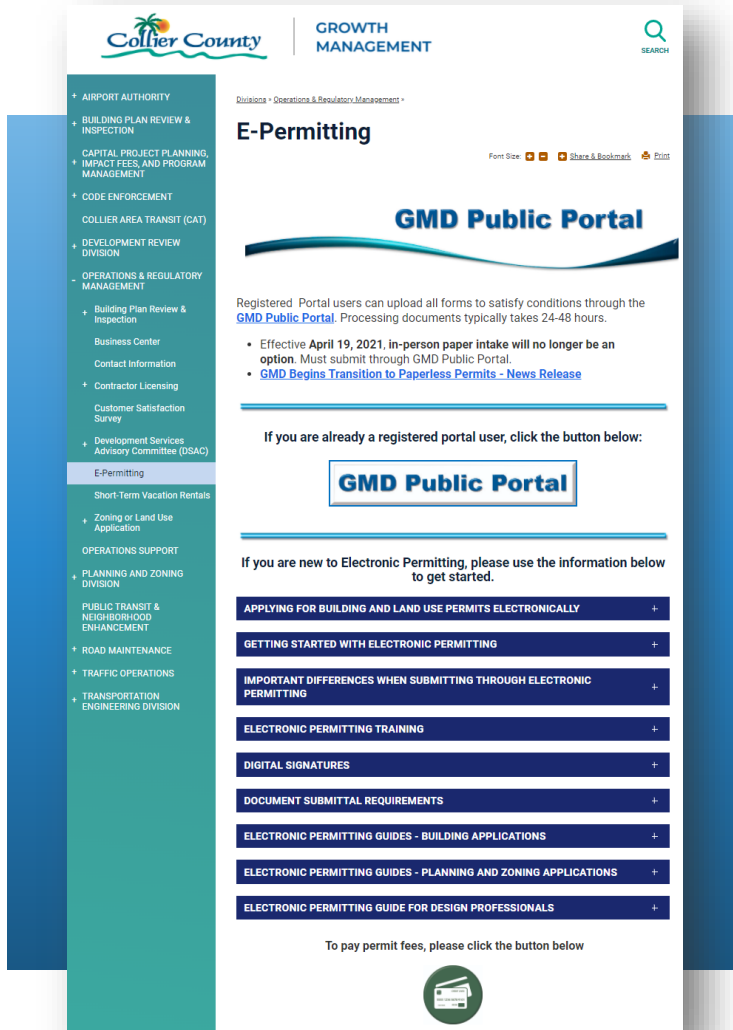 Collier County
GROWTH
MANAGEMENT
SEARCH
+ AIRPORT AUTHORITY
+ BUILDING PLAN REVIEW &
INSPECTION
CAPITAL PROJECT PLANNING,
+ IMPACT FEES, AND PROGRAM
MANAGEMENT
+ CODE ENFORCEMENT
COLLIER AREA TRANSIT (CAT)
+ DEVELOPMENT REVIEW
DIVISION
- OPERATIONS & REGULATORY
MANAGEMENT
+ Building Plan Review &
Inspection
Business Center
Contact Information
+ Contractor Licensing
Customer Satisfaction
Survey
+ Development Services
Advisory Committee (DSAC)
E-Permitting
Short-Term Vacation Rentals
+ Zoning or Land Use
Application
OPERATIONS SUPPORT
+ PLANNING AND ZONING
DIVISION
PUBLIC TRANSIT &
NEIGHBORHOOD
ENHANCEMENT
+ ROAD MAINTENANCE
+ TRAFFIC OPERATIONS
+ TRANSPORTATION
ENGINEERING DIVISION
Divisions » Operations & Regulatory Management »
E-Permitting
Font Size: + - + Share & Bookmark Print
GMD Public Portal
Registered Portal users can upload all forms to satisfy conditions through the
GMD Public Portal. Processing documents typically takes 24-48 hours.
• Effective April 19, 2021, in-person paper intake will no longer be an
option. Must submit through GMD Public Portal.
• GMD Begins Transition to Paperless Permits - News Release
If you are already a registered portal user, click the button below:
GMD Public Portal
If you are new to Electronic Permitting, please use the information below
to get started.
APPLYING FOR BUILDING AND LAND USE PERMITS ELECTRONICALLY +
GETTING STARTED WITH ELECTRONIC PERMITTING +
IMPORTANT DIFFERENCES WHEN SUBMITTING THROUGH ELECTRONIC
PERMITTING +
ELECTRONIC PERMITTING TRAINING +
DIGITAL SIGNATURES +
DOCUMENT SUBMITTAL REQUIREMENTS +
ELECTRONIC PERMITTING GUIDES - BUILDING APPLICATIONS +
ELECTRONIC PERMITTING GUIDES - PLANNING AND ZONING APPLICATIONS +
ELECTRONIC PERMITTING GUIDE FOR DESIGN PROFESSIONALS +
To pay permit fees, please click the button below